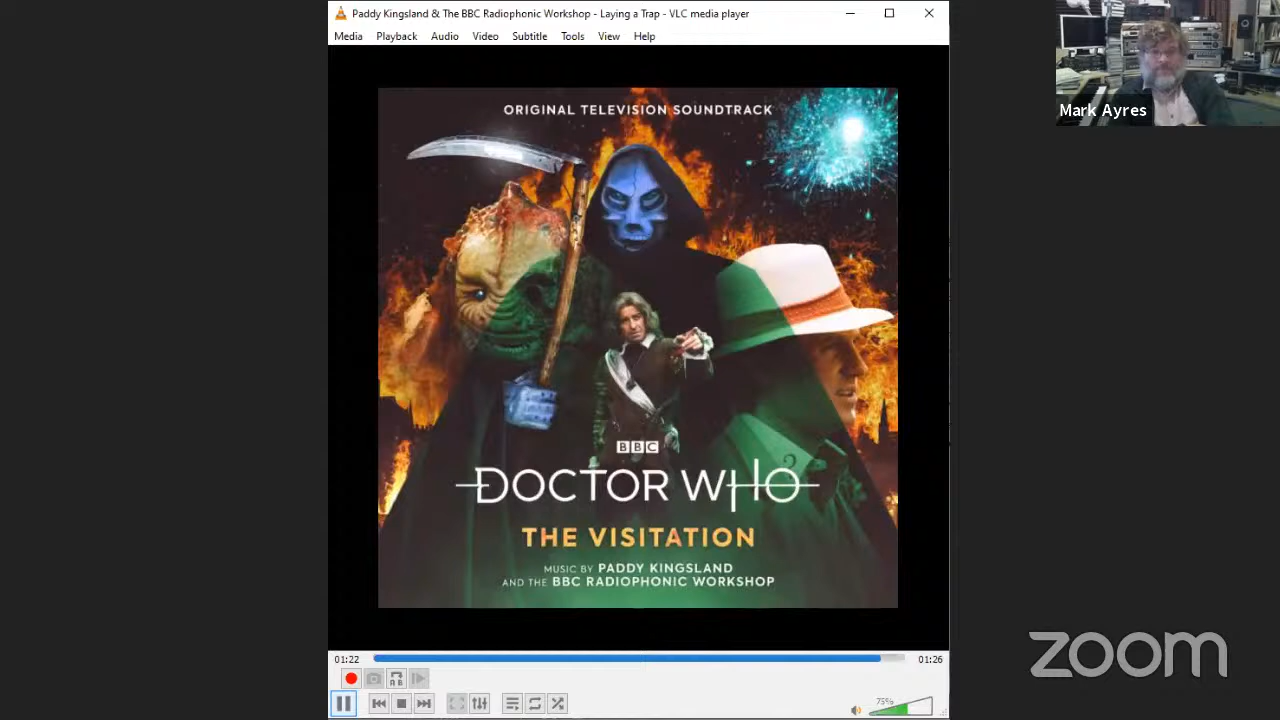 Paddy Kingsland & The BBC Radiophonic Workshop - Laying a Trap - VLC media player
Media Playback Audio Video Subtitle Tools View Help
Mark Ayres
ORIGINAL TELEVISION SOUNDTRACK
BBC
DOCTOR WHO
THE VISITATION
MUSIC BY PADDY KINGSLAND
AND THE BBC RADIOPHONIC WORKSHOP
01:22
01:26
75%
zoom